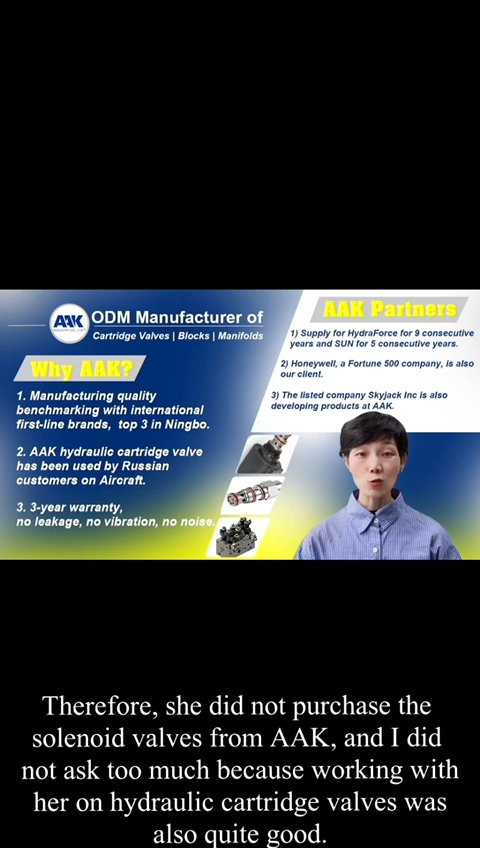 AAK
ODM Manufacturer of
Cartridge Valves | Blocks | Manifolds
Why AAK?
1. Manufacturing quality
benchmarking with international
first-line brands, top 3 in Ningbo.
2. AAK hydraulic cartridge valve
has been used by Russian
customers on Aircraft.
3. 3-year warranty,
no leakage, no vibration, no noise.
AAK Partners
1) Supply for HydraForce for 9 consecutive
years and SUN for 5 consecutive years.
2) Honeywell, a Fortune 500 company, is also
our client.
3) The listed company Skyjack Inc is also
developing products at AAK.
Therefore, she did not purchase the
solenoid valves from AAK, and I did
not ask too much because working with
her on hydraulic cartridge valves was
also quite good.